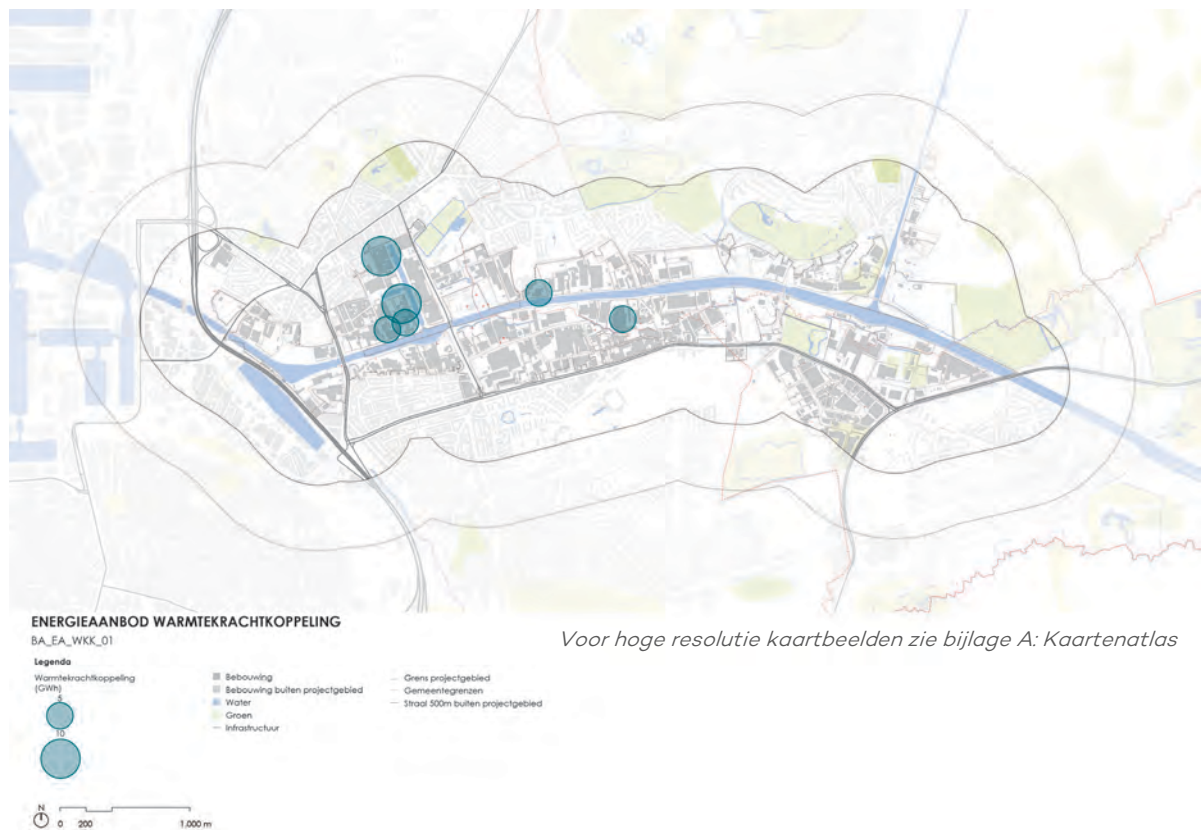 ENERGIEAANBOD WARMTEKRACHTKOPPELING
BA_EA_WKK_01
Voor hoge resolutie kaartbeelden zie bijlage A: Kaartenatlas
Legenda
Warmtekrachtkoppeling
(GWh)
5
10
Bebouwing
Bebouwing buiten projectgebied
Water
Groen
Infrastructuur
Grens projectgebied
Gemeentegrenzen
Straal 500m buiten projectgebied
N
0 200 1.000 m